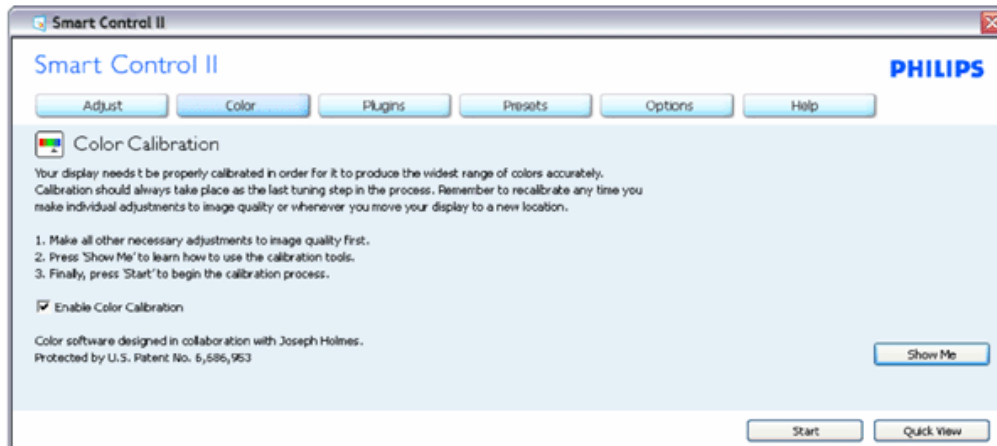 Smart Control II
Smart Control II
PHILIPS
Adjust
Color
Plugins
Presets
Options
Help
Color Calibration
Your display needs t be properly calibrated in order for it to produce the widest range of colors accurately.
Calibration should always take place as the last tuning step in the process. Remember to recalibrate any time you
make individual adjustments to image quality or whenever you move your display to a new location.
1. Make all other necessary adjustments to image quality first.
2. Press 'Show Me' to learn how to use the calibration tools.
3. Finally, press 'Start' to begin the calibration process.
Enable Color Calibration
Color software designed in collaboration with Joseph Holmes.
Protected by U.S. Patent No. 6,686,953
Show Me
Start
Quick View